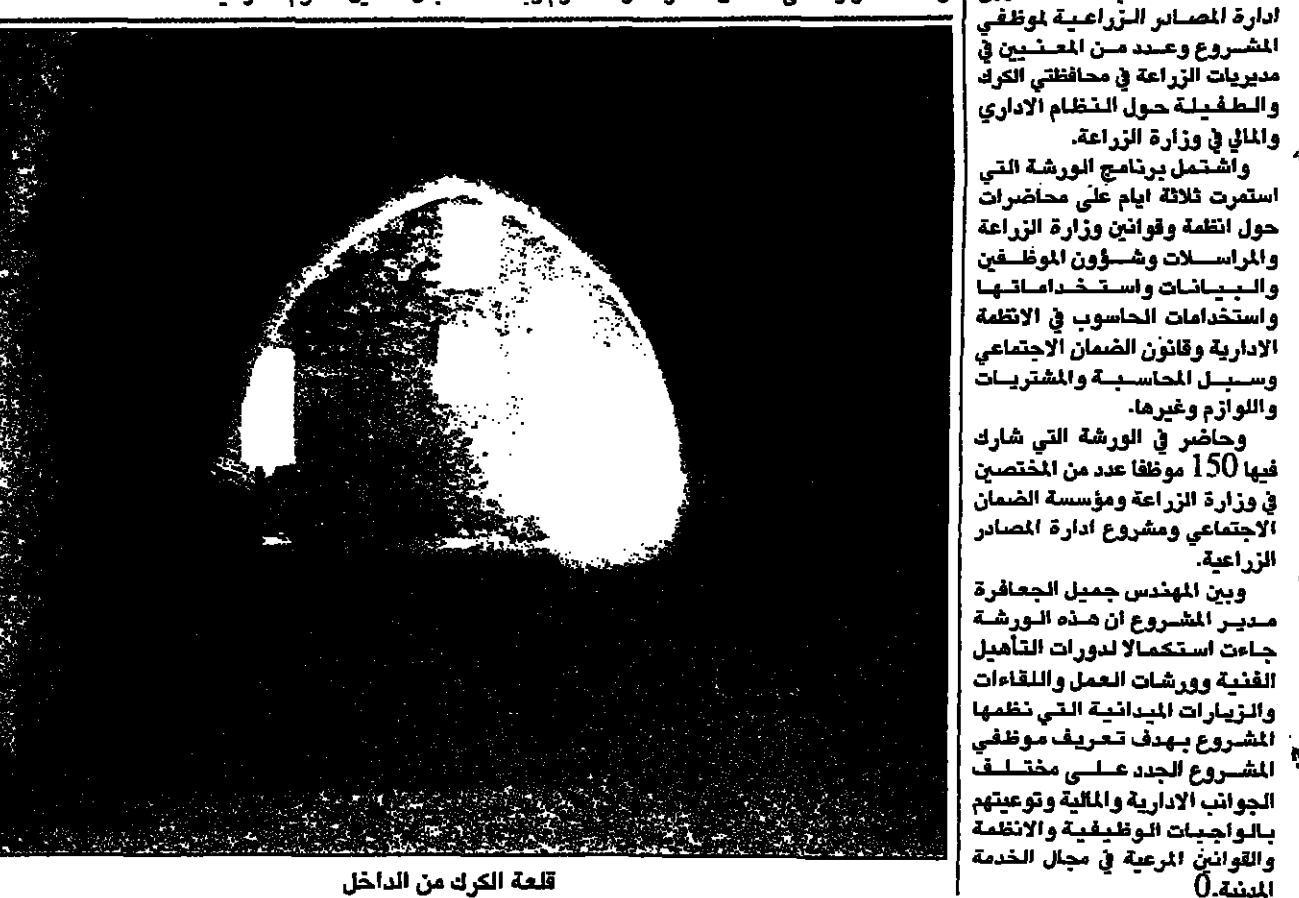 ادارة المصادر الزراعية لموظفي
المشروع وعدد من المعنيين في
مديريات الزراعة في محافظتي الكرك
والطفيلة حول النظام الاداري
والمالي في وزارة الزراعة.
واشتمل برنامج الورشة التي
استمرت ثلاثة ايام على محاضرات
حول انظمة وقوانين وزارة الزراعة
والمراسلات وشؤون الموظفين
والبيانات واستخداماتها
واستخدامات الحاسوب في الانظمة
الادارية وقانون الضمان الاجتماعي
وسبل المحاسبة والمشتريات
واللوازم وغيرها.
وحاضر في الورشة التي شارك
فيها 150 موظفا عدد من المختصين
في وزارة الزراعة ومؤسسة الضمان
الاجتماعي ومشروع ادارة المصادر
الزراعية.
وبين المهندس جميل الجعافرة
مدير المشروع أن هذه الورشة
جاءت استكمالا لدورات التأهيل
الفنية وورشات العمل واللقاءات
والزيارات الميدانية التي نظمها
المشروع بهدف تعريف موظفي
المشروع الجدد على مختلف
الجوانب الادارية والمالية وتوعيتهم
بالواجبات الوظيفية والانظمة
والقوانين المرعية في مجال الخدمة
المدنية.0
قلعة الكرك من الداخل